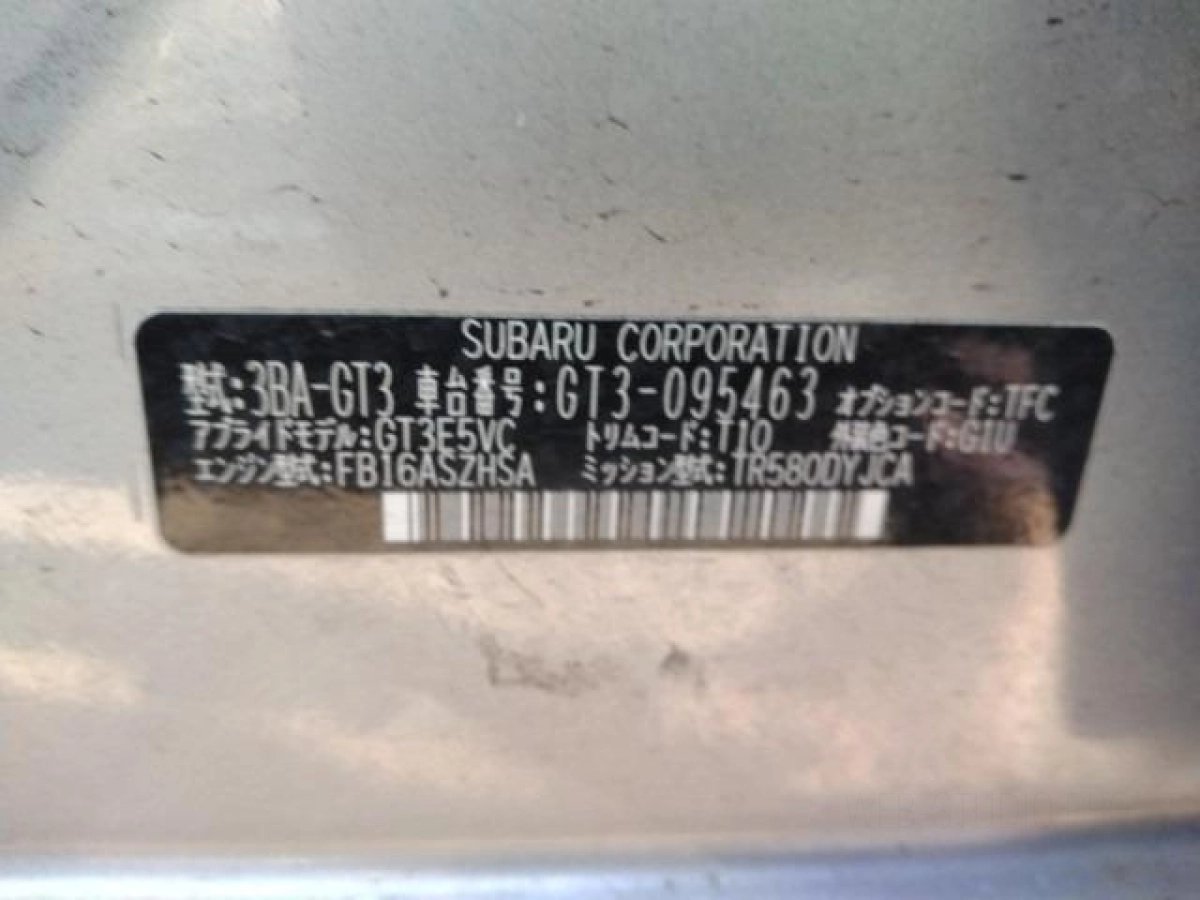 SUBARU CORPORATION
型式:3BA-GT3 車台番号:GT3-095463 オプションコード:TFC
アプライドモデル:GT3E5VC トリムコード:T10 外装色コード:G1U
エンジン型式:FB16ASZHSA ミッション型式:TR580DYJCA